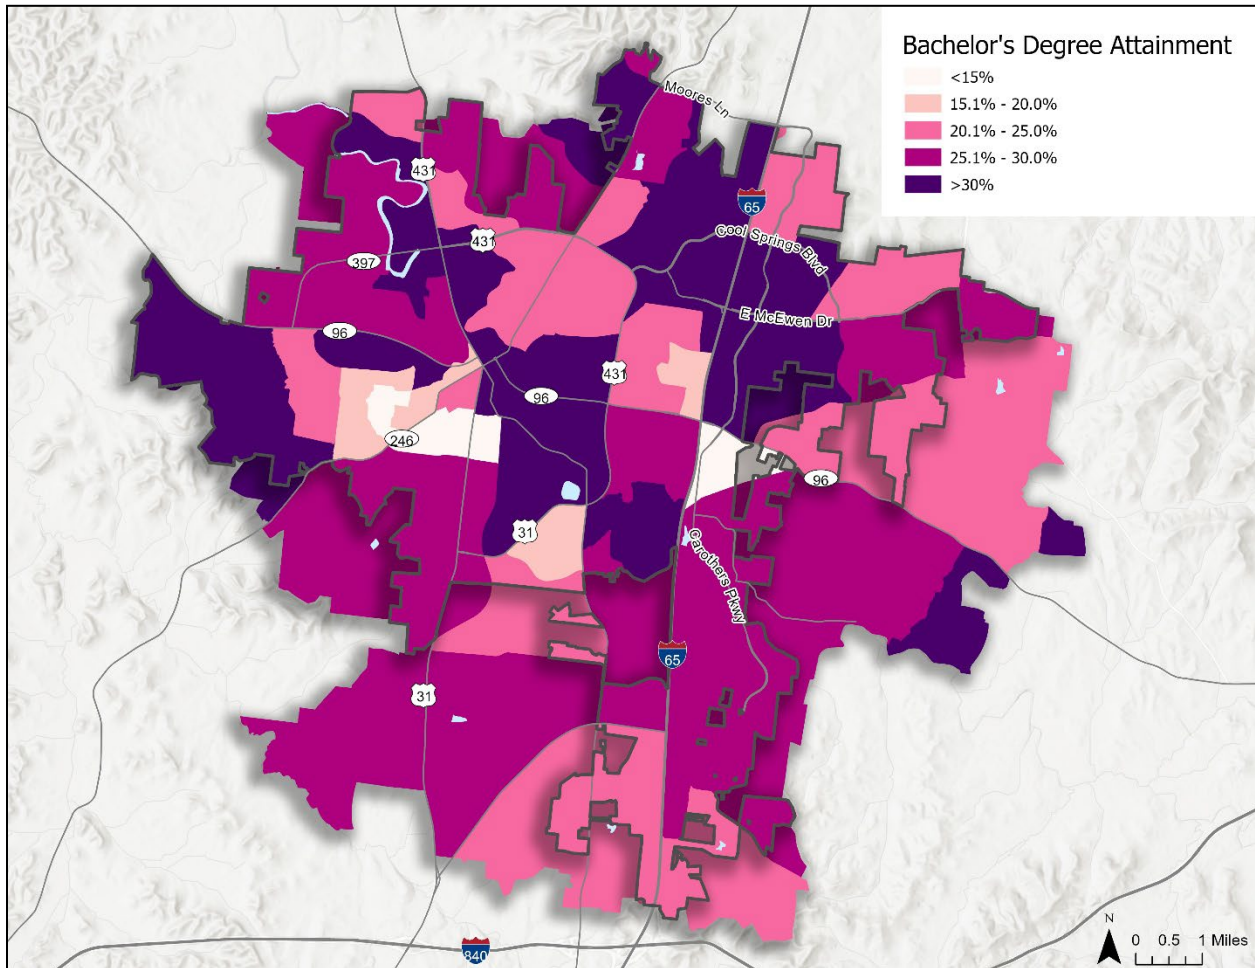 Bachelor's Degree Attainment
<15%
15.1% - 20.0%
20.1% - 25.0%
25.1% - 30.0%
>30%
Moores Ln
431
65
Cool Springs Blvd
431
397
E McEwen Dr
96
431
96
246
96
31
Carothers Pkwy
65
31
840
N
0 0.5 1 Miles